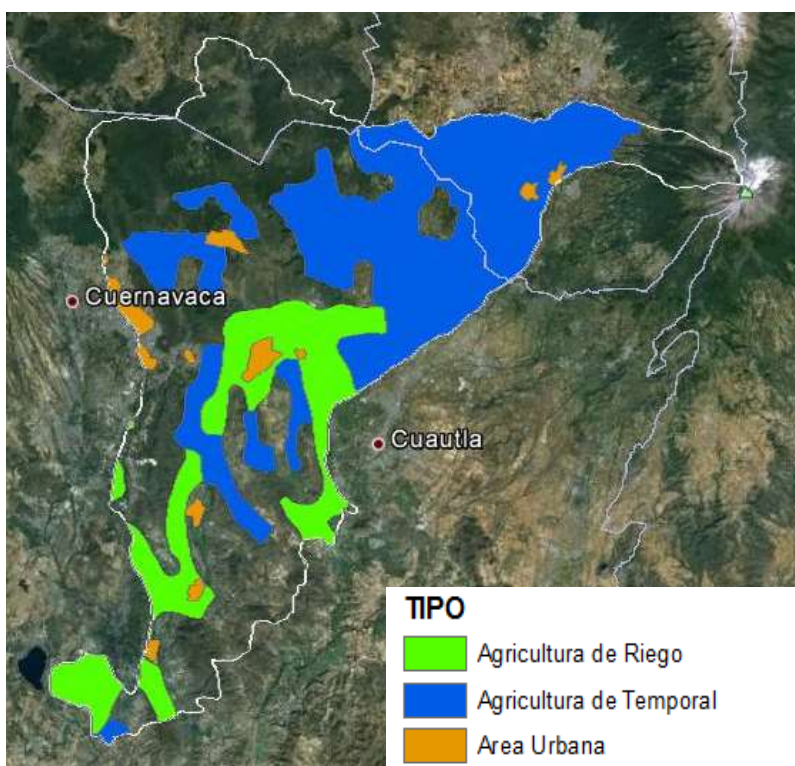 Cuernavaca
Cuautla
TIPO
Agricultura de Riego
Agricultura de Temporal
Area Urbana